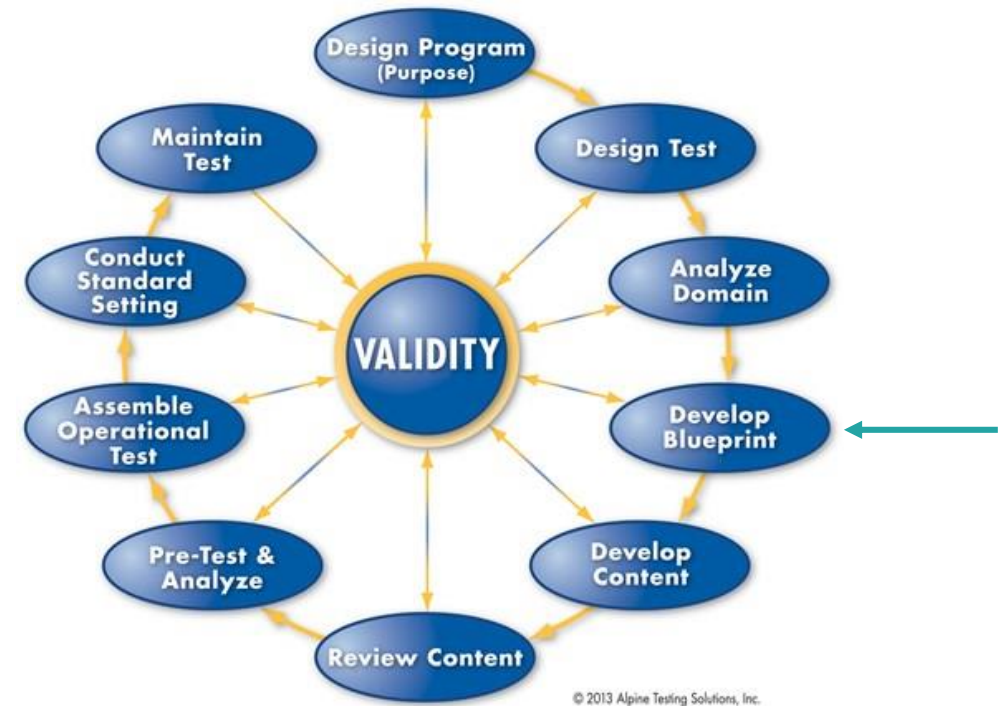 Design Program
(Purpose)
Design Test
Analyze
Domain
Develop
Blueprint
Develop
Content
Review Content
Pre-Test &
Analyze
Assemble
Operational
Test
Conduct
Standard
Setting
Maintain
Test
VALIDITY
© 2013 Alpine Testing Solutions, Inc.